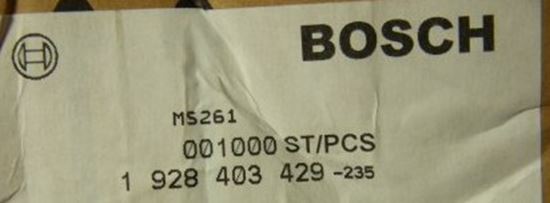 BOSCH
MS261
001000 ST/PCS
1 928 403 429 -235